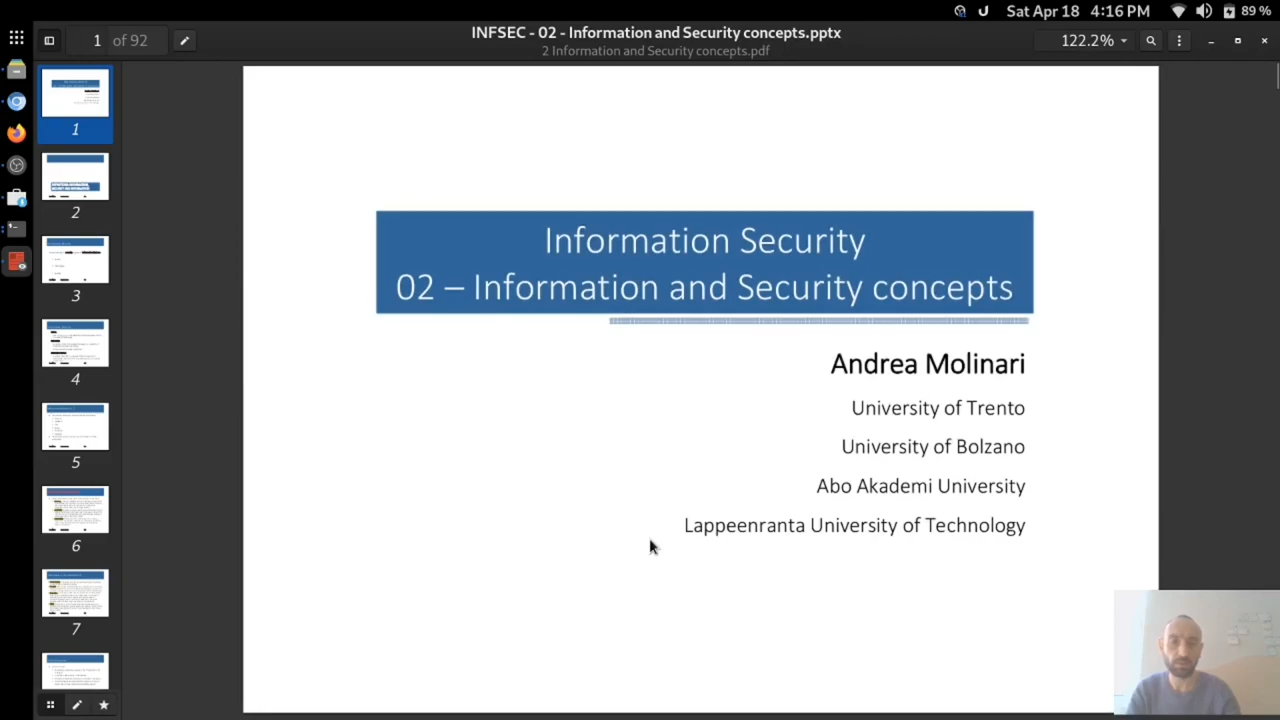 Sat Apr 18 4:16 PM
89 %
1 of 92
INFSEC - 02 - Information and Security concepts.pptx
2 Information and Security concepts.pdf
122.2%
1
2
3
4
5
6
7
Information Security
02 – Information and Security concepts
Andrea Molinari
University of Trento
University of Bolzano
Abo Akademi University
Lappeenranta University of Technology